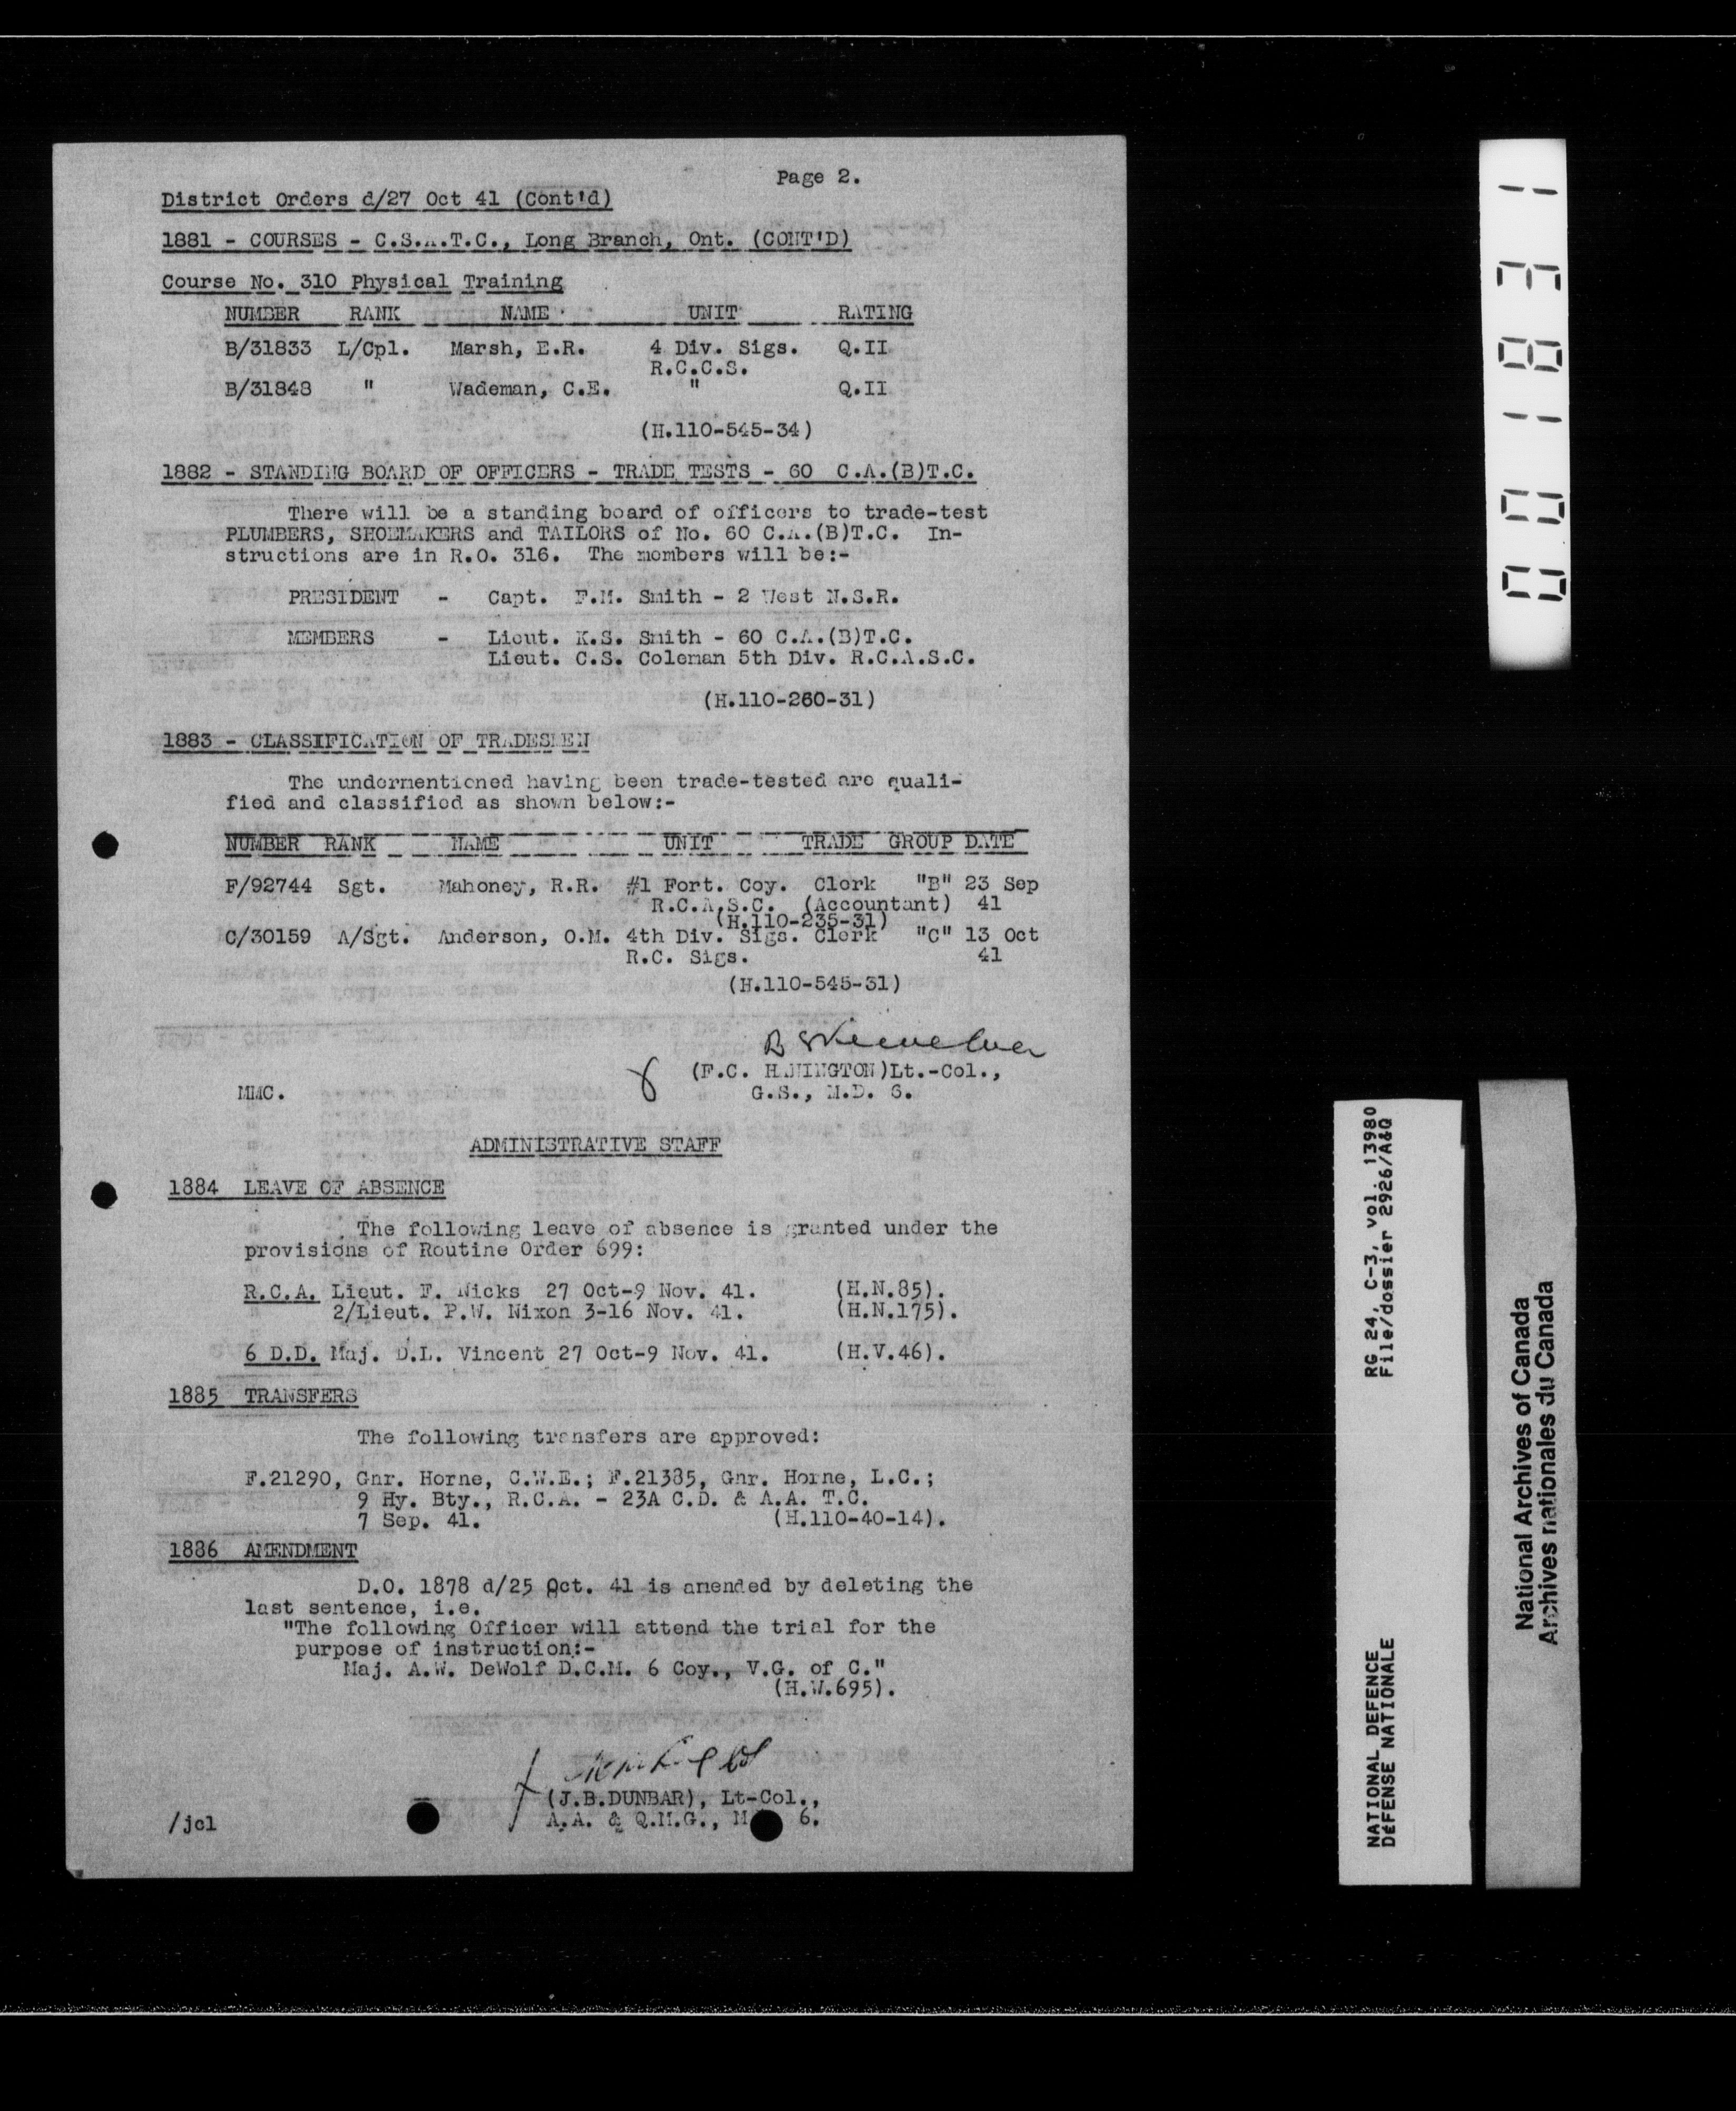 Page 2.
District Orders d/27 Oct 41 (Cont'd)
1881 - COURSES - C.S.A.T.C., Long Branch, Ont. (CONT'D)
Course No. 310 Physical Training
NUMBER RANK NAME UNIT RATING
B/31833 L/Cpl. Marsh, E.R. 4 Div. Sigs. Q.II
R.C.C.S.
B/31848 " Wademan, C.E. " Q.II
(H.110-545-34)
1882 - STANDING BOARD OF OFFICERS - TRADE TESTS - 60 C.A.(B)T.C.
There will be a standing board of officers to trade-test
PLUMBERS, SHOEMAKERS and TAILORS of No. 60 C.A.(B)T.C. In-
structions are in R.O. 316. The members will be:-
PRESIDENT - Capt. F.M. Smith - 2 West N.S.R.
MEMBERS - Lieut. K.S. Smith - 60 C.A.(B)T.C.
Lieut. C.S. Coleman 5th Div. R.C.A.S.C.
(H.110-260-31)
1883 - CLASSIFICATION OF TRADESMEN
The undermentioned having been trade-tested are quali-
fied and classified as shown below:-
NUMBER RANK NAME UNIT TRADE GROUP DATE
F/92744 Sgt. Mahoney, R.R. #1 Fort. Coy. Clerk "B" 23 Sep
R.C.A.S.C. (Accountant) 41
(H.110-235-31)
C/30159 A/Sgt. Anderson, O.M. 4th Div. Sigs. Clerk "C" 13 Oct
R.C. Sigs. 41
(H.110-545-31)
(F.C. HANINGTON)Lt.-Col.,
MMC. G.S., M.D. 6.
ADMINISTRATIVE STAFF
1884 LEAVE OF ABSENCE
The following leave of absence is granted under the
provisions of Routine Order 699:
R.C.A. Lieut. F. Nicks 27 Oct-9 Nov. 41. (H.N.85).
2/Lieut. P.W. Nixon 3-16 Nov. 41. (H.N.175).
6 D.D. Maj. D.L. Vincent 27 Oct-9 Nov. 41. (H.V.46).
1885 TRANSFERS
The following transfers are approved:
F.21290, Gnr. Horne, C.W.E.; F.21385, Gnr. Horne, L.C.;
9 Hy. Bty., R.C.A. - 23A C.D. & A.A. T.C.
7 Sep. 41. (H.110-40-14).
1886 AMENDMENT
D.O. 1878 d/25 Oct. 41 is amended by deleting the
last sentence, i.e.
"The following Officer will attend the trial for the
purpose of instruction:-
Maj. A.W. DeWolf D.C.M. 6 Coy., V.G. of C."
(H.W.695).
(J.B.DUNBAR), Lt-Col.,
/jcl A.A. & Q.M.G., M 6.
001831
RG 24, C-3, vol. 13980
File/dossier 2926/A&Q
NATIONAL DEFENCE
DÉFENSE NATIONALE
National Archives of Canada
Archives nationales du Canada